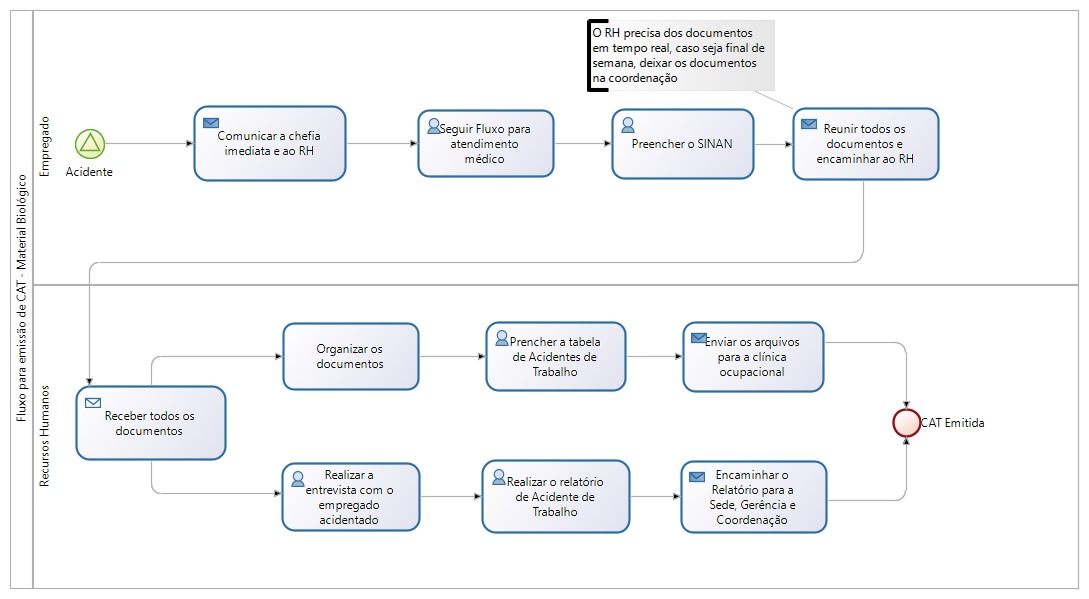 Fluxo para emissão de CAT - Material Biológico
Empregado
Acidente
Comunicar a chefia
imediata e ao RH
Seguir Fluxo para
atendimento
médico
Preencher o SINAN
O RH precisa dos documentos
em tempo real, caso seja final de
semana, deixar os documentos
na coordenação
Reunir todos os
documentos e
encaminhar ao RH
Recursos Humanos
Receber todos os
documentos
Organizar os
documentos
Prencher a tabela
de Acidentes de
Trabalho
Enviar os arquivos
para a clínica
ocupacional
Realizar a
entrevista com o
empregado
acidentado
Realizar o relatório
de Acidente de
Trabalho
Encaminhar o
Relatório para a
Sede, Gerência e
Coordenação
CAT Emitida